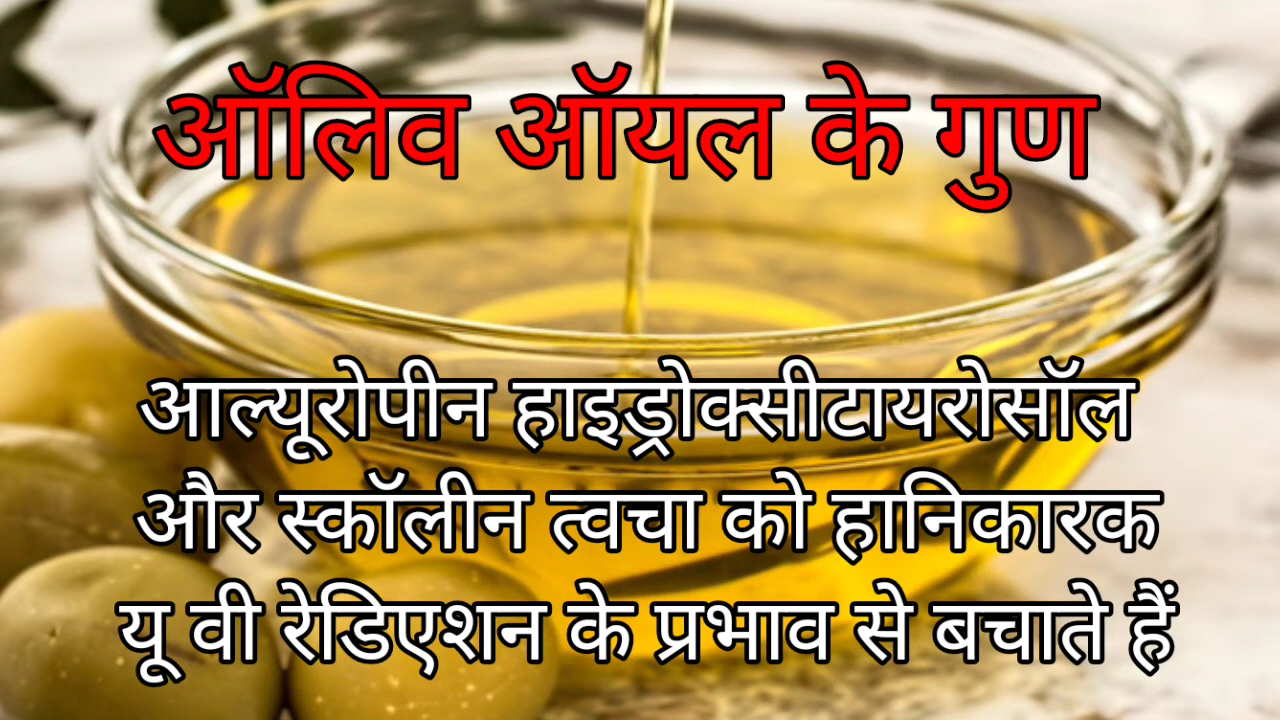 ऑलिव ऑयल के गुण
आल्यूरोपीन हाइड्रोक्सीटायरोसॉल
और स्कॉलीन त्वचा को हानिकारक
यू वी रेडिएशन के प्रभाव से बचाते हैं